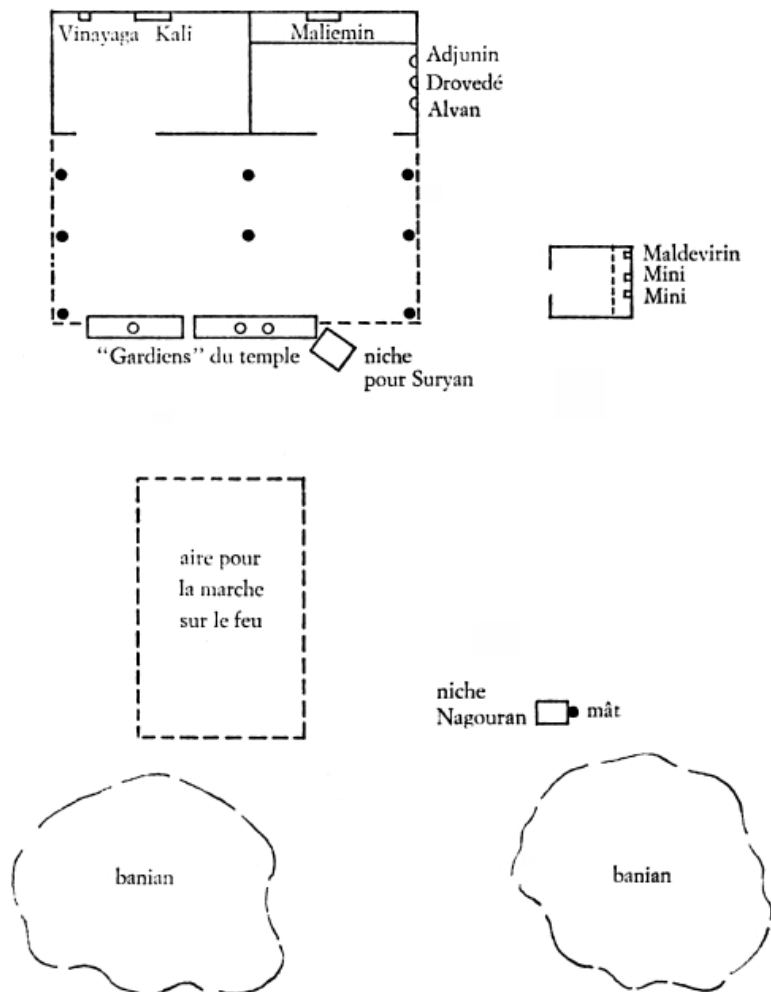 Vinayaga Kali
Maliemin
Adjunin
Drovedé
Alvan
Maldevirin
Mini
Mini
"Gardiens" du temple
niche
pour Suryan
aire pour
la marche
sur le feu
niche
Nagouran
mât
banian
banian